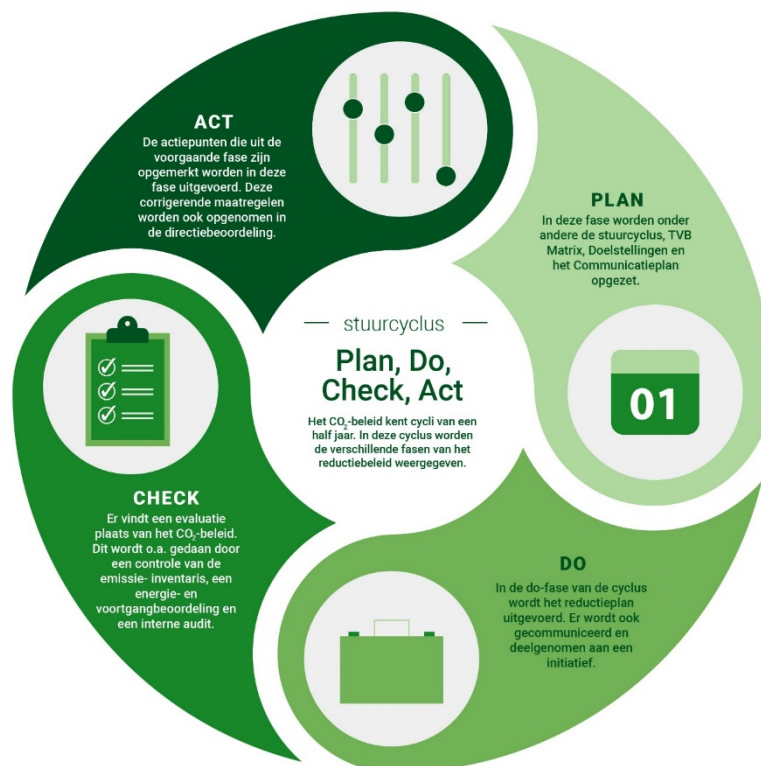 stuurcyclus
Plan, Do,
Check, Act
Het CO₂-beleid kent cycli van een
half jaar. In deze cyclus worden
de verschillende fasen van het
reductiebeleid weergegeven.
PLAN
In deze fase worden onder
andere de stuurcyclus, TVB
Matrix, Doelstellingen en
het Communicatieplan
opgezet.
01
DO
In de do-fase van de cyclus
wordt het reductieplan
uitgevoerd. Er wordt ook
gecommuniceerd en
deelgenomen aan een
initiatief.
CHECK
Er vindt een evaluatie
plaats van het CO₂-beleid.
Dit wordt o.a. gedaan door
een controle van de
emissie- inventaris, een
energie- en
voortgangbeoordeling en
een interne audit.
ACT
De actiepunten die uit de
voorgaande fase zijn
opgemerkt worden in deze
fase uitgevoerd. Deze
corrigerende maatregelen
worden ook opgenomen in
de directiebeoordeling.